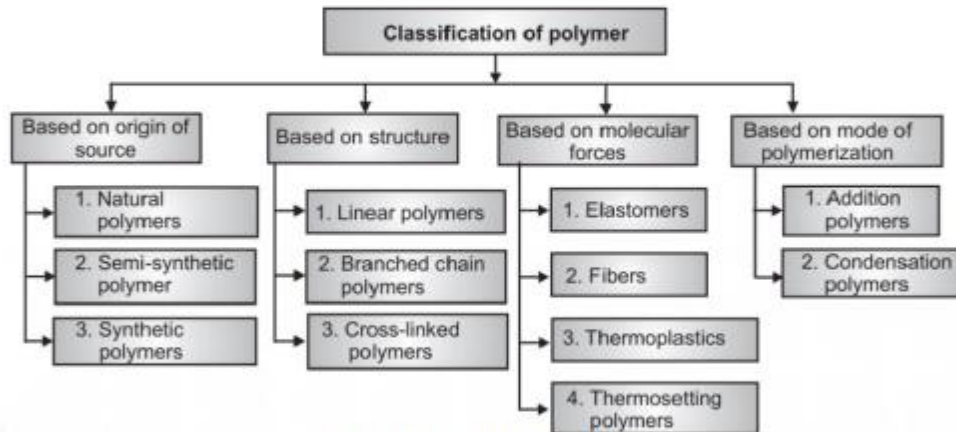 Classification of polymer
Based on origin of
source
1. Natural
polymers
2. Semi-synthetic
polymer
3. Synthetic
polymers
Based on structure
1. Linear polymers
2. Branched chain
polymers
3. Cross-linked
polymers
Based on molecular
forces
1. Elastomers
2. Fibers
3. Thermoplastics
4. Thermosetting
polymers
Based on mode of
polymerization
1. Addition
polymers
2. Condensation
polymers